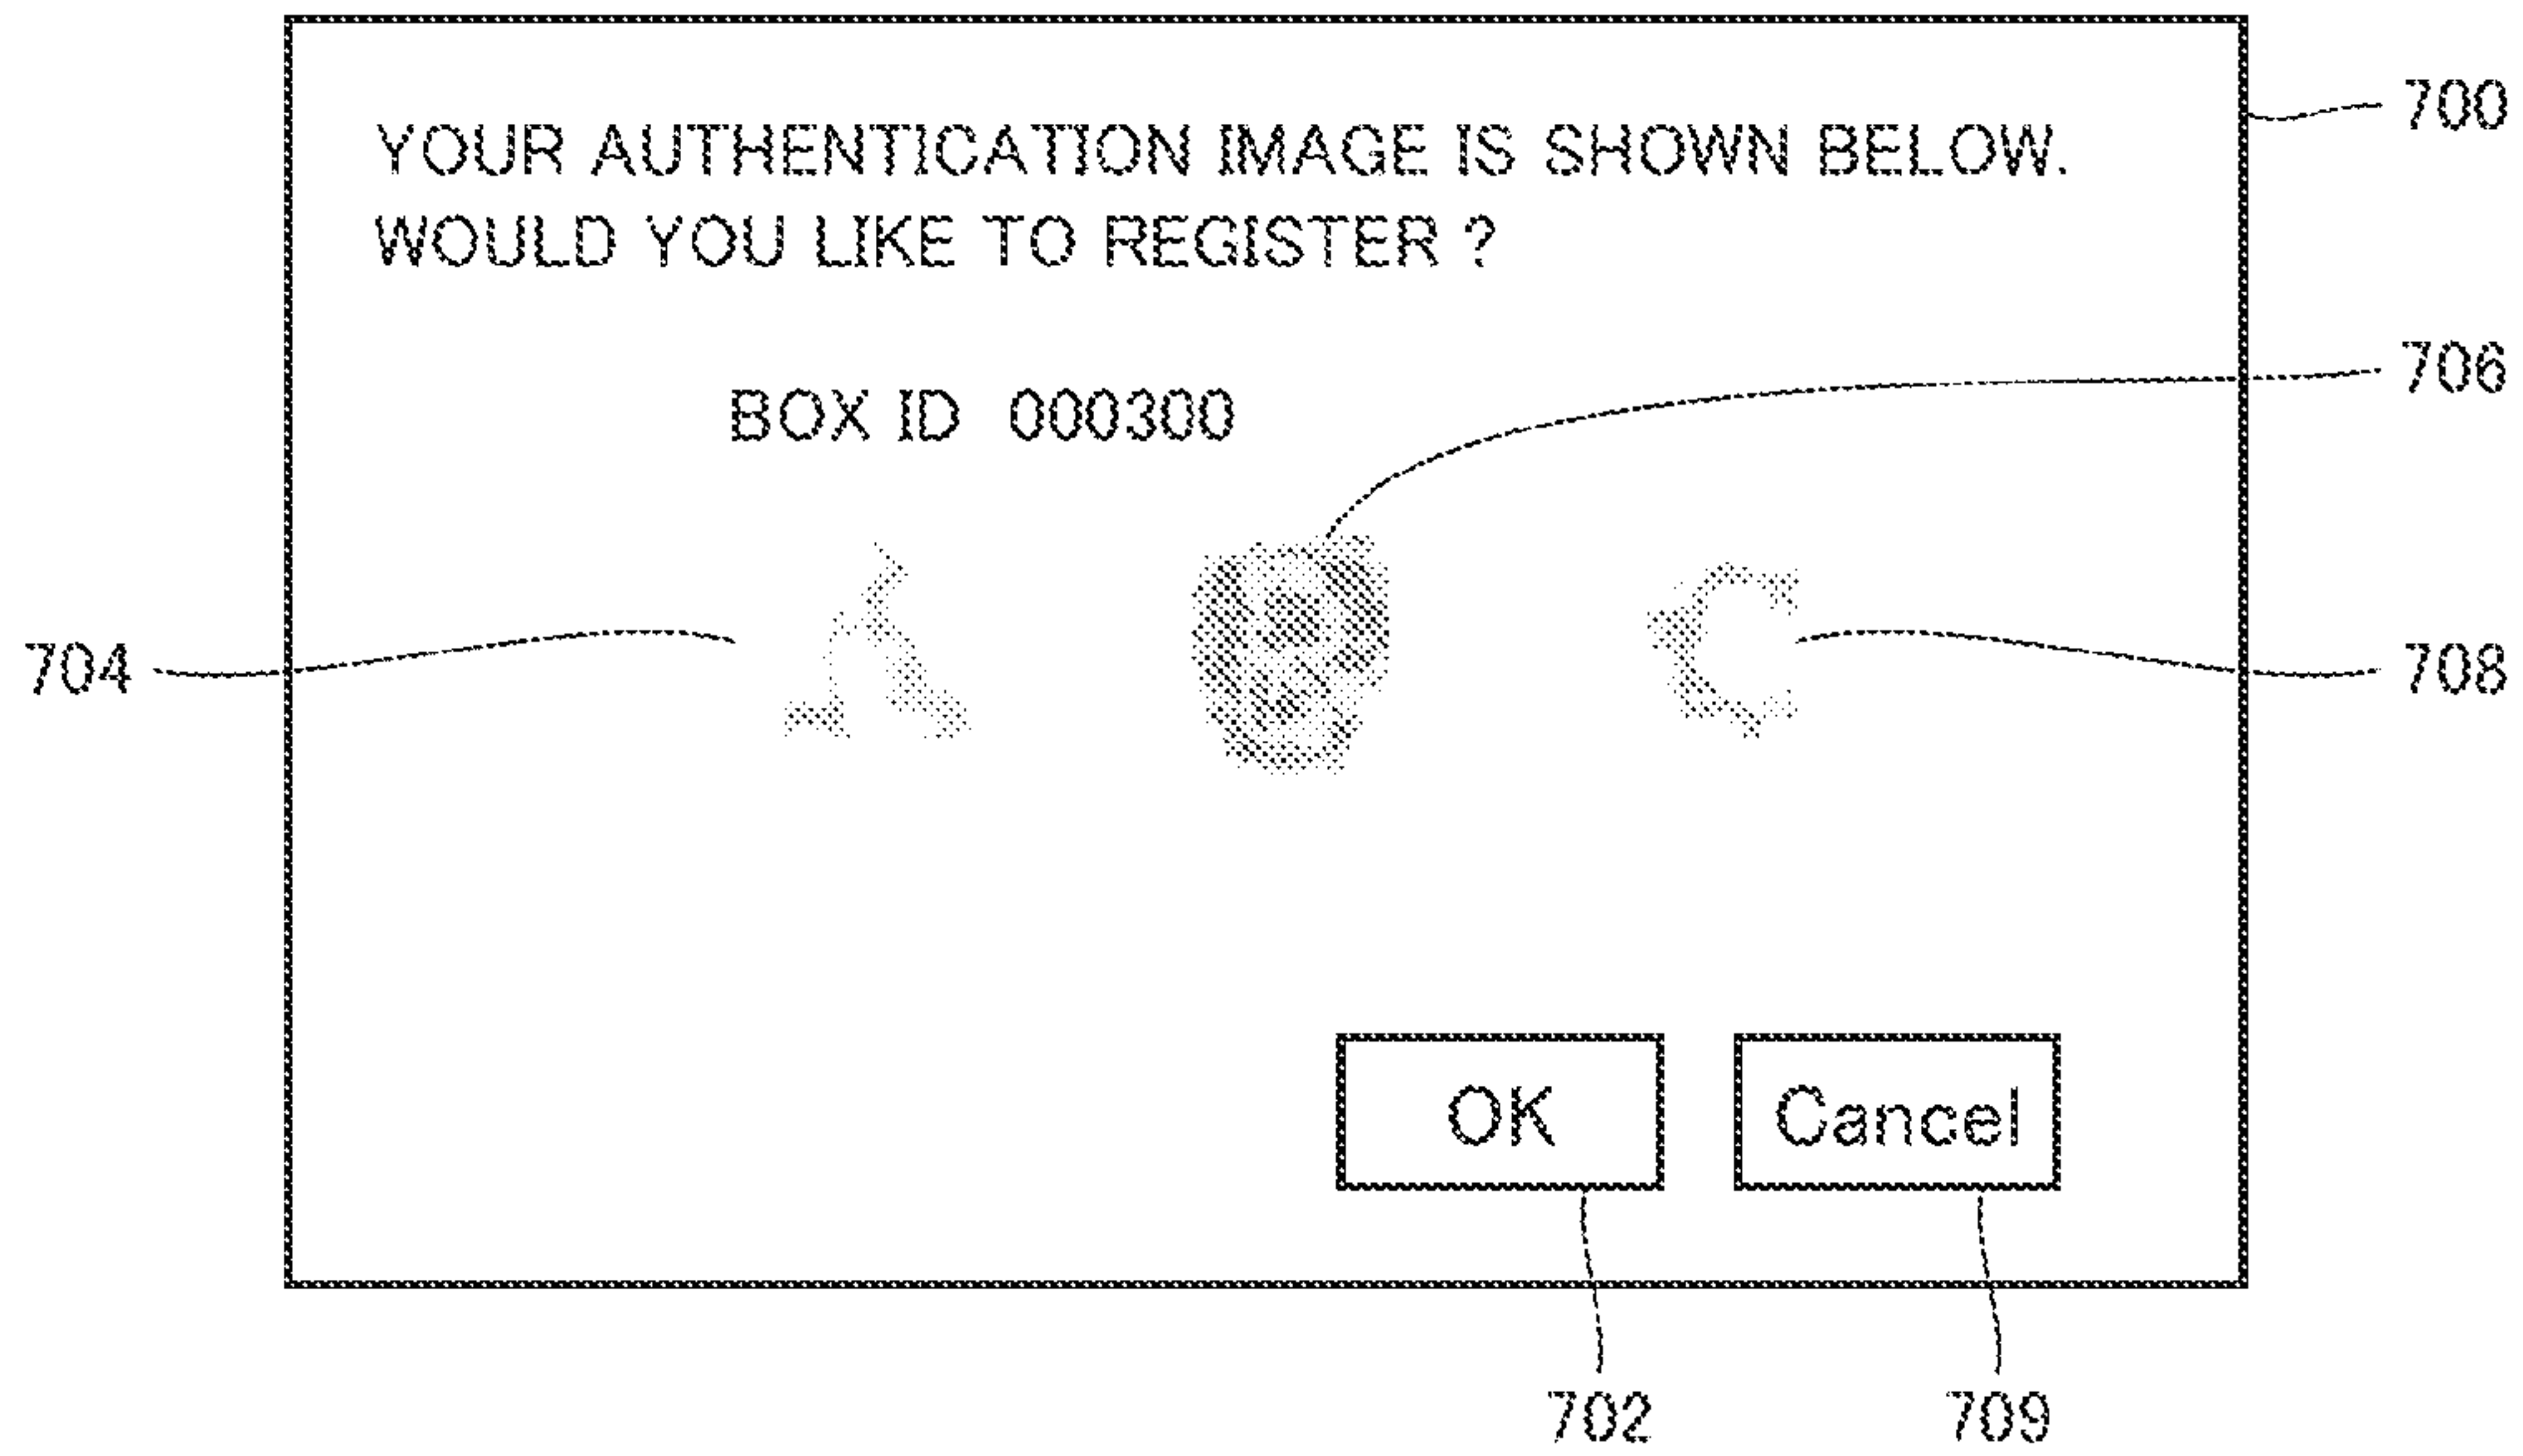 YOUR AUTHENTICATION IMAGE IS SHOWN BELOW.
700
WOULD YOU LIKE TO REGISTER ?
706
BOX ID 000300
704
708
OK
Cancel
702
709